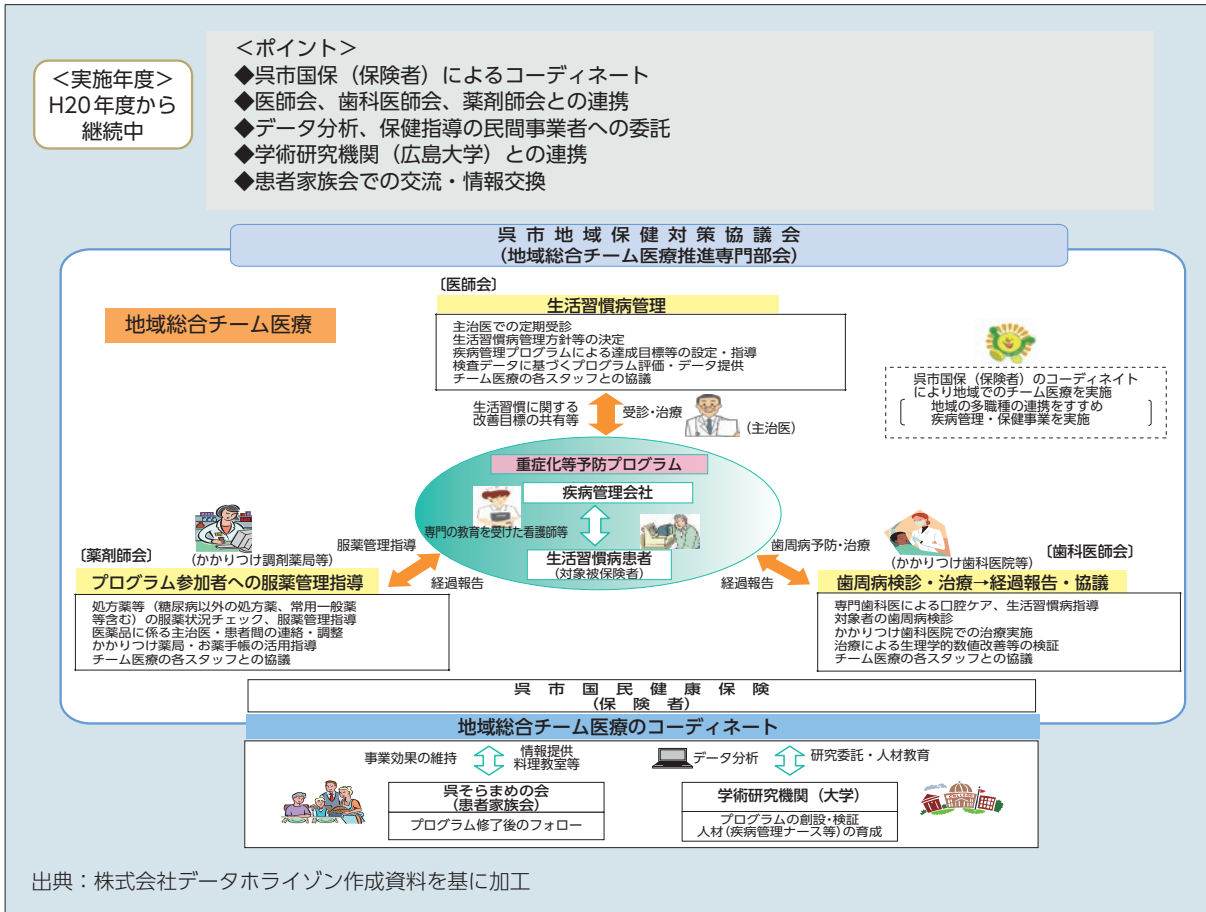 <実施年度>
H20年度から
継続中
<ポイント>
◆呉市国保（保険者）によるコーディネート
◆医師会、歯科医師会、薬剤師会との連携
◆データ分析、保健指導の民間事業者への委託
◆学術研究機関（広島大学）との連携
◆患者家族会での交流・情報交換
呉市地域保健対策協議会
(地域総合チーム医療推進専門部会)
地域総合チーム医療
〔医師会〕
生活習慣病管理
主治医での定期受診
生活習慣病管理方針等の決定
疾病管理プログラムによる達成目標等の設定・指導
検査データに基づくプログラム評価・データ提供
チーム医療の各スタッフとの協議
呉市国保（保険者）のコーディネイト
により地域でのチーム医療を実施
地域の多職種の連携をすすめ
疾病管理・保健事業を実施
生活習慣に関する
改善目標の共有等
受診・治療
(主治医)
重症化等予防プログラム
疾病管理会社
専門の教育を受けた看護師等
生活習慣病患者
（対象被保険者）
〔薬剤師会〕
(かかりつけ調剤薬局等)
服薬管理指導
経過報告
プログラム参加者への服薬管理指導
処方薬等（糖尿病以外の処方薬、常用一般薬
等含む）の服薬状況チェック、服薬管理指導
医薬品に係る主治医・患者間の連絡・調整
かかりつけ薬局・お薬手帳の活用指導
チーム医療の各スタッフとの協議
歯周病予防・治療
経過報告
(かかりつけ歯科医院等)
〔歯科医師会〕
歯周病検診・治療→経過報告・協議
専門歯科医による口腔ケア、生活習慣病指導
対象者の歯周病検診
かかりつけ歯科医院での治療実施
治療による生理学的数値改善等の検証
チーム医療の各スタッフとの協議
呉市国民健康保険
(保険者)
地域総合チーム医療のコーディネート
事業効果の維持
情報提供
料理教室等
データ分析
研究委託・人材教育
呉そらまめの会
(患者家族会)
プログラム修了後のフォロー
学術研究機関（大学）
プログラムの創設・検証
人材(疾病管理ナース等)の育成
COLLEGE
出典：株式会社データホライゾン作成資料を基に加工